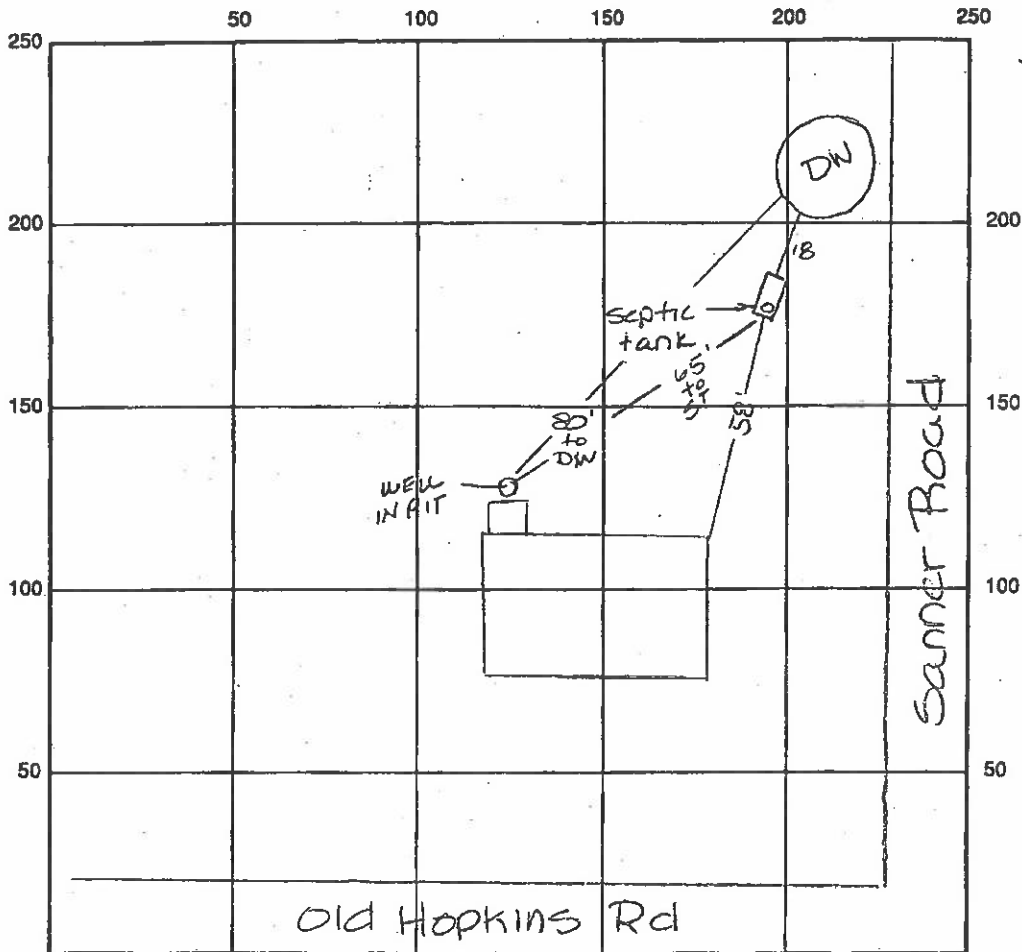 50 100 150 200 250
250
DW
200 200
18
septic
tank
65'
to
ST
150 150
58'
80'
to
DW
WELL
IN PIT
Sanner Road
100 100
50 50
Old Hopkins Rd